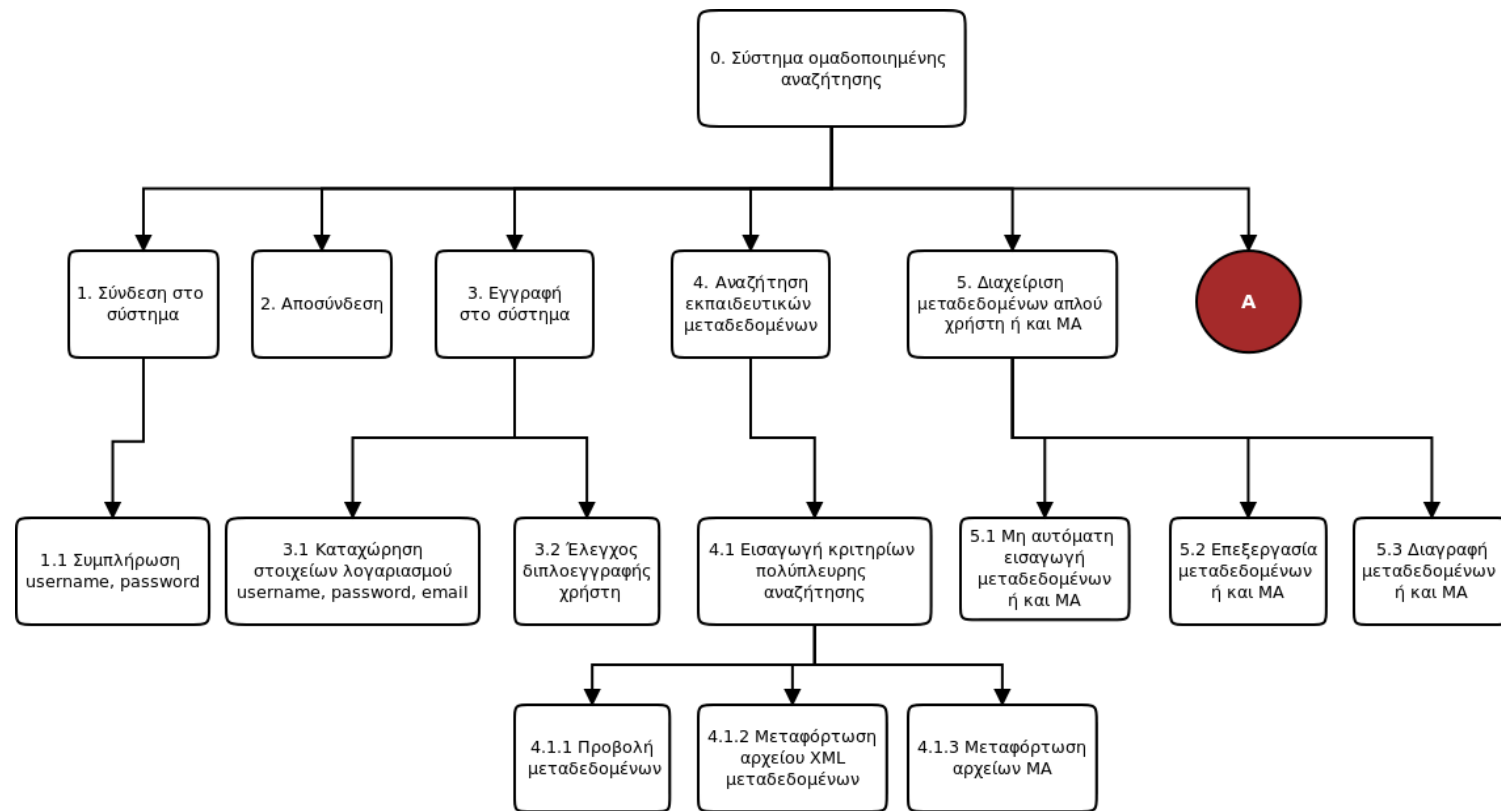 0. Σύστημα ομαδοποιημένης
αναζήτησης
1. Σύνδεση στο
σύστημα
2. Αποσύνδεση
3. Εγγραφή
στο σύστημα
4. Αναζήτηση
εκπαιδευτικών
μεταδεδομένων
5. Διαχείριση
μεταδεδομένων απλού
χρήστη ή και ΜΑ
A
1.1 Συμπλήρωση
username, password
3.1 Καταχώρηση
στοιχείων λογαριασμού
username, password, email
3.2 Έλεγχος
διπλοεγγραφής
χρήστη
4.1 Εισαγωγή κριτηρίων
πολύπλευρης
αναζήτησης
5.1 Μη αυτόματη
εισαγωγή
μεταδεδομένων
ή και ΜΑ
5.2 Επεξεργασία
μεταδεδομένων
ή και ΜΑ
5.3 Διαγραφή
μεταδεδομένων
ή και ΜΑ
4.1.1 Προβολή
μεταδεδομένων
4.1.2 Μεταφόρτωση
αρχείου XML
μεταδεδομένων
4.1.3 Μεταφόρτωση
αρχείων ΜΑ